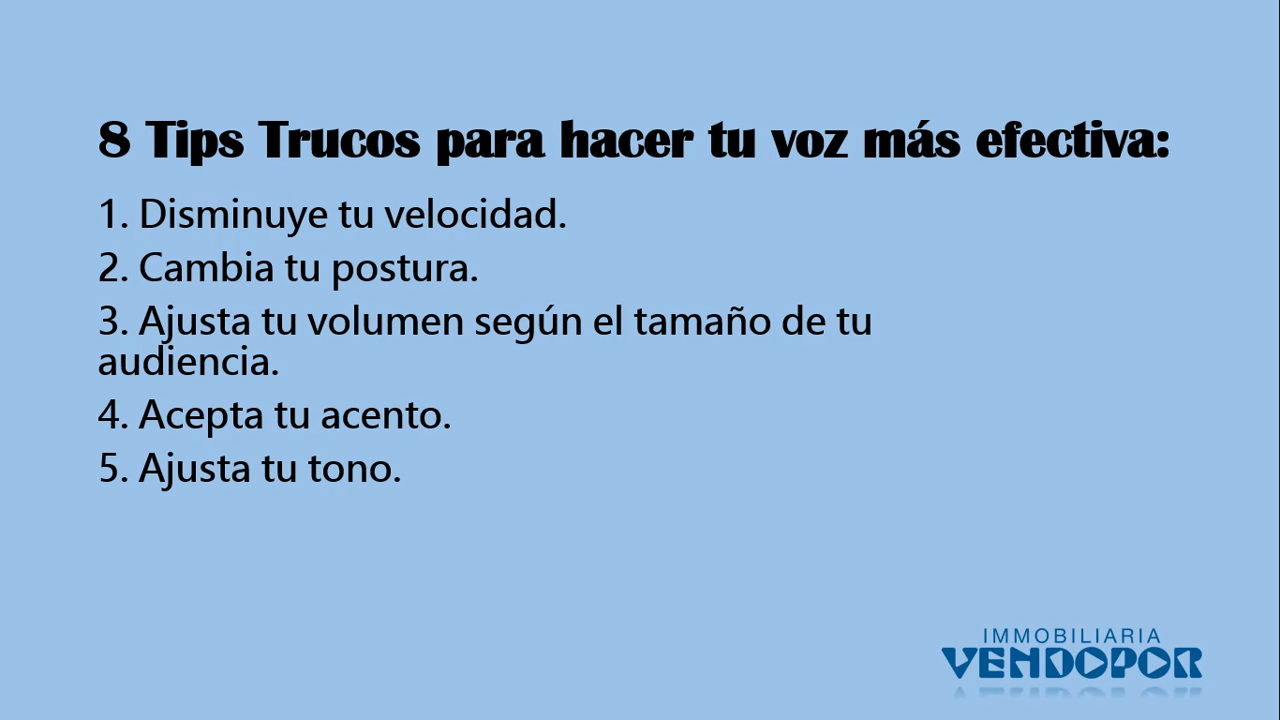 8 Tips Trucos para hacer tu voz más efectiva:
1. Disminuye tu velocidad.
2. Cambia tu postura.
3. Ajusta tu volumen según el tamaño de tu
audiencia.
4. Acepta tu acento.
5. Ajusta tu tono.
IMMOBILIARIA
VENDOPOR